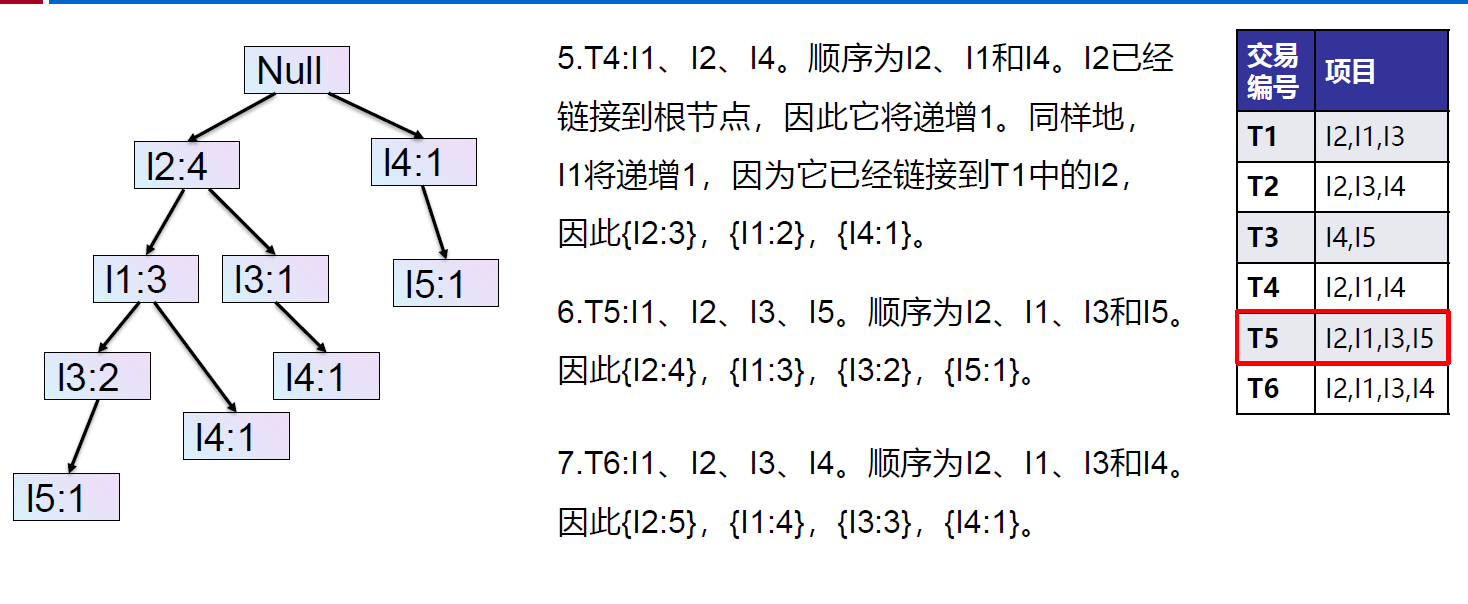 Null
I2:4
I4:1
I1:3
I3:1
I5:1
I3:2
I4:1
I4:1
I5:1
5.T4:I1、I2、I4。顺序为I2、I1和I4。I2已经
链接到根节点，因此它将递增1。同样地，
I1将递增1，因为它已经链接到T1中的I2，
因此{I2:3}，{I1:2}，{I4:1}。
6.T5:I1、I2、I3、I5。顺序为I2、I1、I3和I5。
因此{I2:4}，{I1:3}，{I3:2}，{I5:1}。
7.T6:I1、I2、I3、I4。顺序为I2、I1、I3和I4。
因此{I2:5}，{I1:4}，{I3:3}，{I4:1}。
交易编号 项目
T1 I2,I1,I3
T2 I2,I3,I4
T3 I4,I5
T4 I2,I1,I4
T5 I2,I1,I3,I5
T6 I2,I1,I3,I4